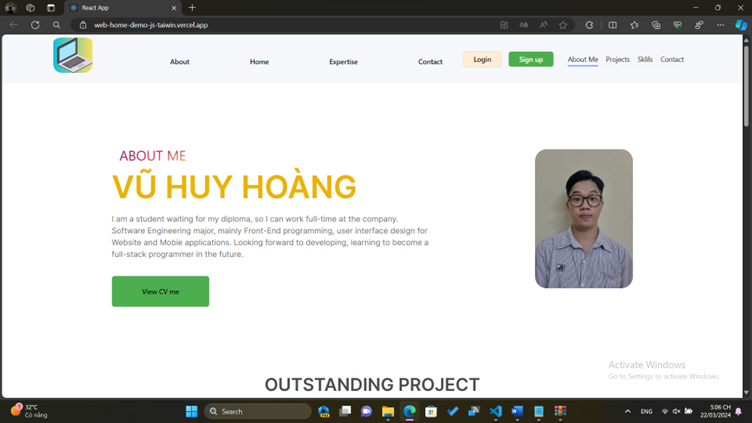 React App
web-home-demo-js-taiwin.vercel.app
About
Home
Expertise
Contact
Login
Sign up
About Me
Projects
Sklils
Contact
ABOUT ME
VŨ HUY HOÀNG
I am a student waiting for my diploma, so I can work full-time at the company.
Software Engineering major, mainly Front-End programming, user interface design for
Website and Mobie applications. Looking forward to developing, learning to become a
full-stack programmer in the future.
View CV me
OUTSTANDING PROJECT
Activate Windows
Go to Settings to activate Windows.
32°C
Có nắng
Search
ENG
5:06 CH
22/03/2024